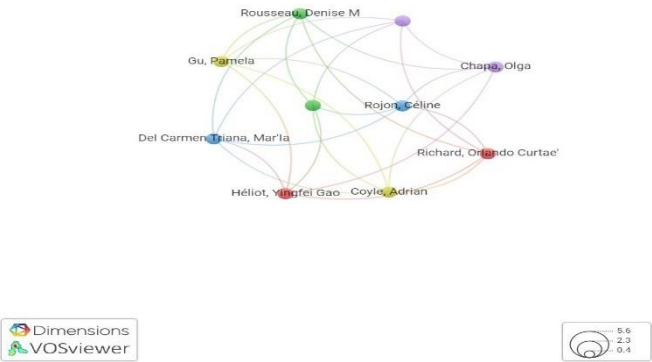 Rousseau, Denise M
Gu, Pamela
Chapa, Olga
Rojon, Céline
Del Carmen Triana, Mar'la
Richard, Orlando Curtae'
Héliot, Yingfei Gao
Coyle, Adrian
Dimensions
VOSviewer
5.6
2.3
0.4